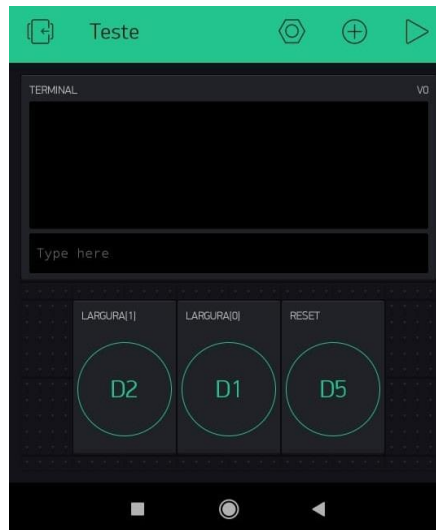 Teste
TERMINAL V0
Type here
LARGURA[1] LARGURA[0] RESET
D2 D1 D5